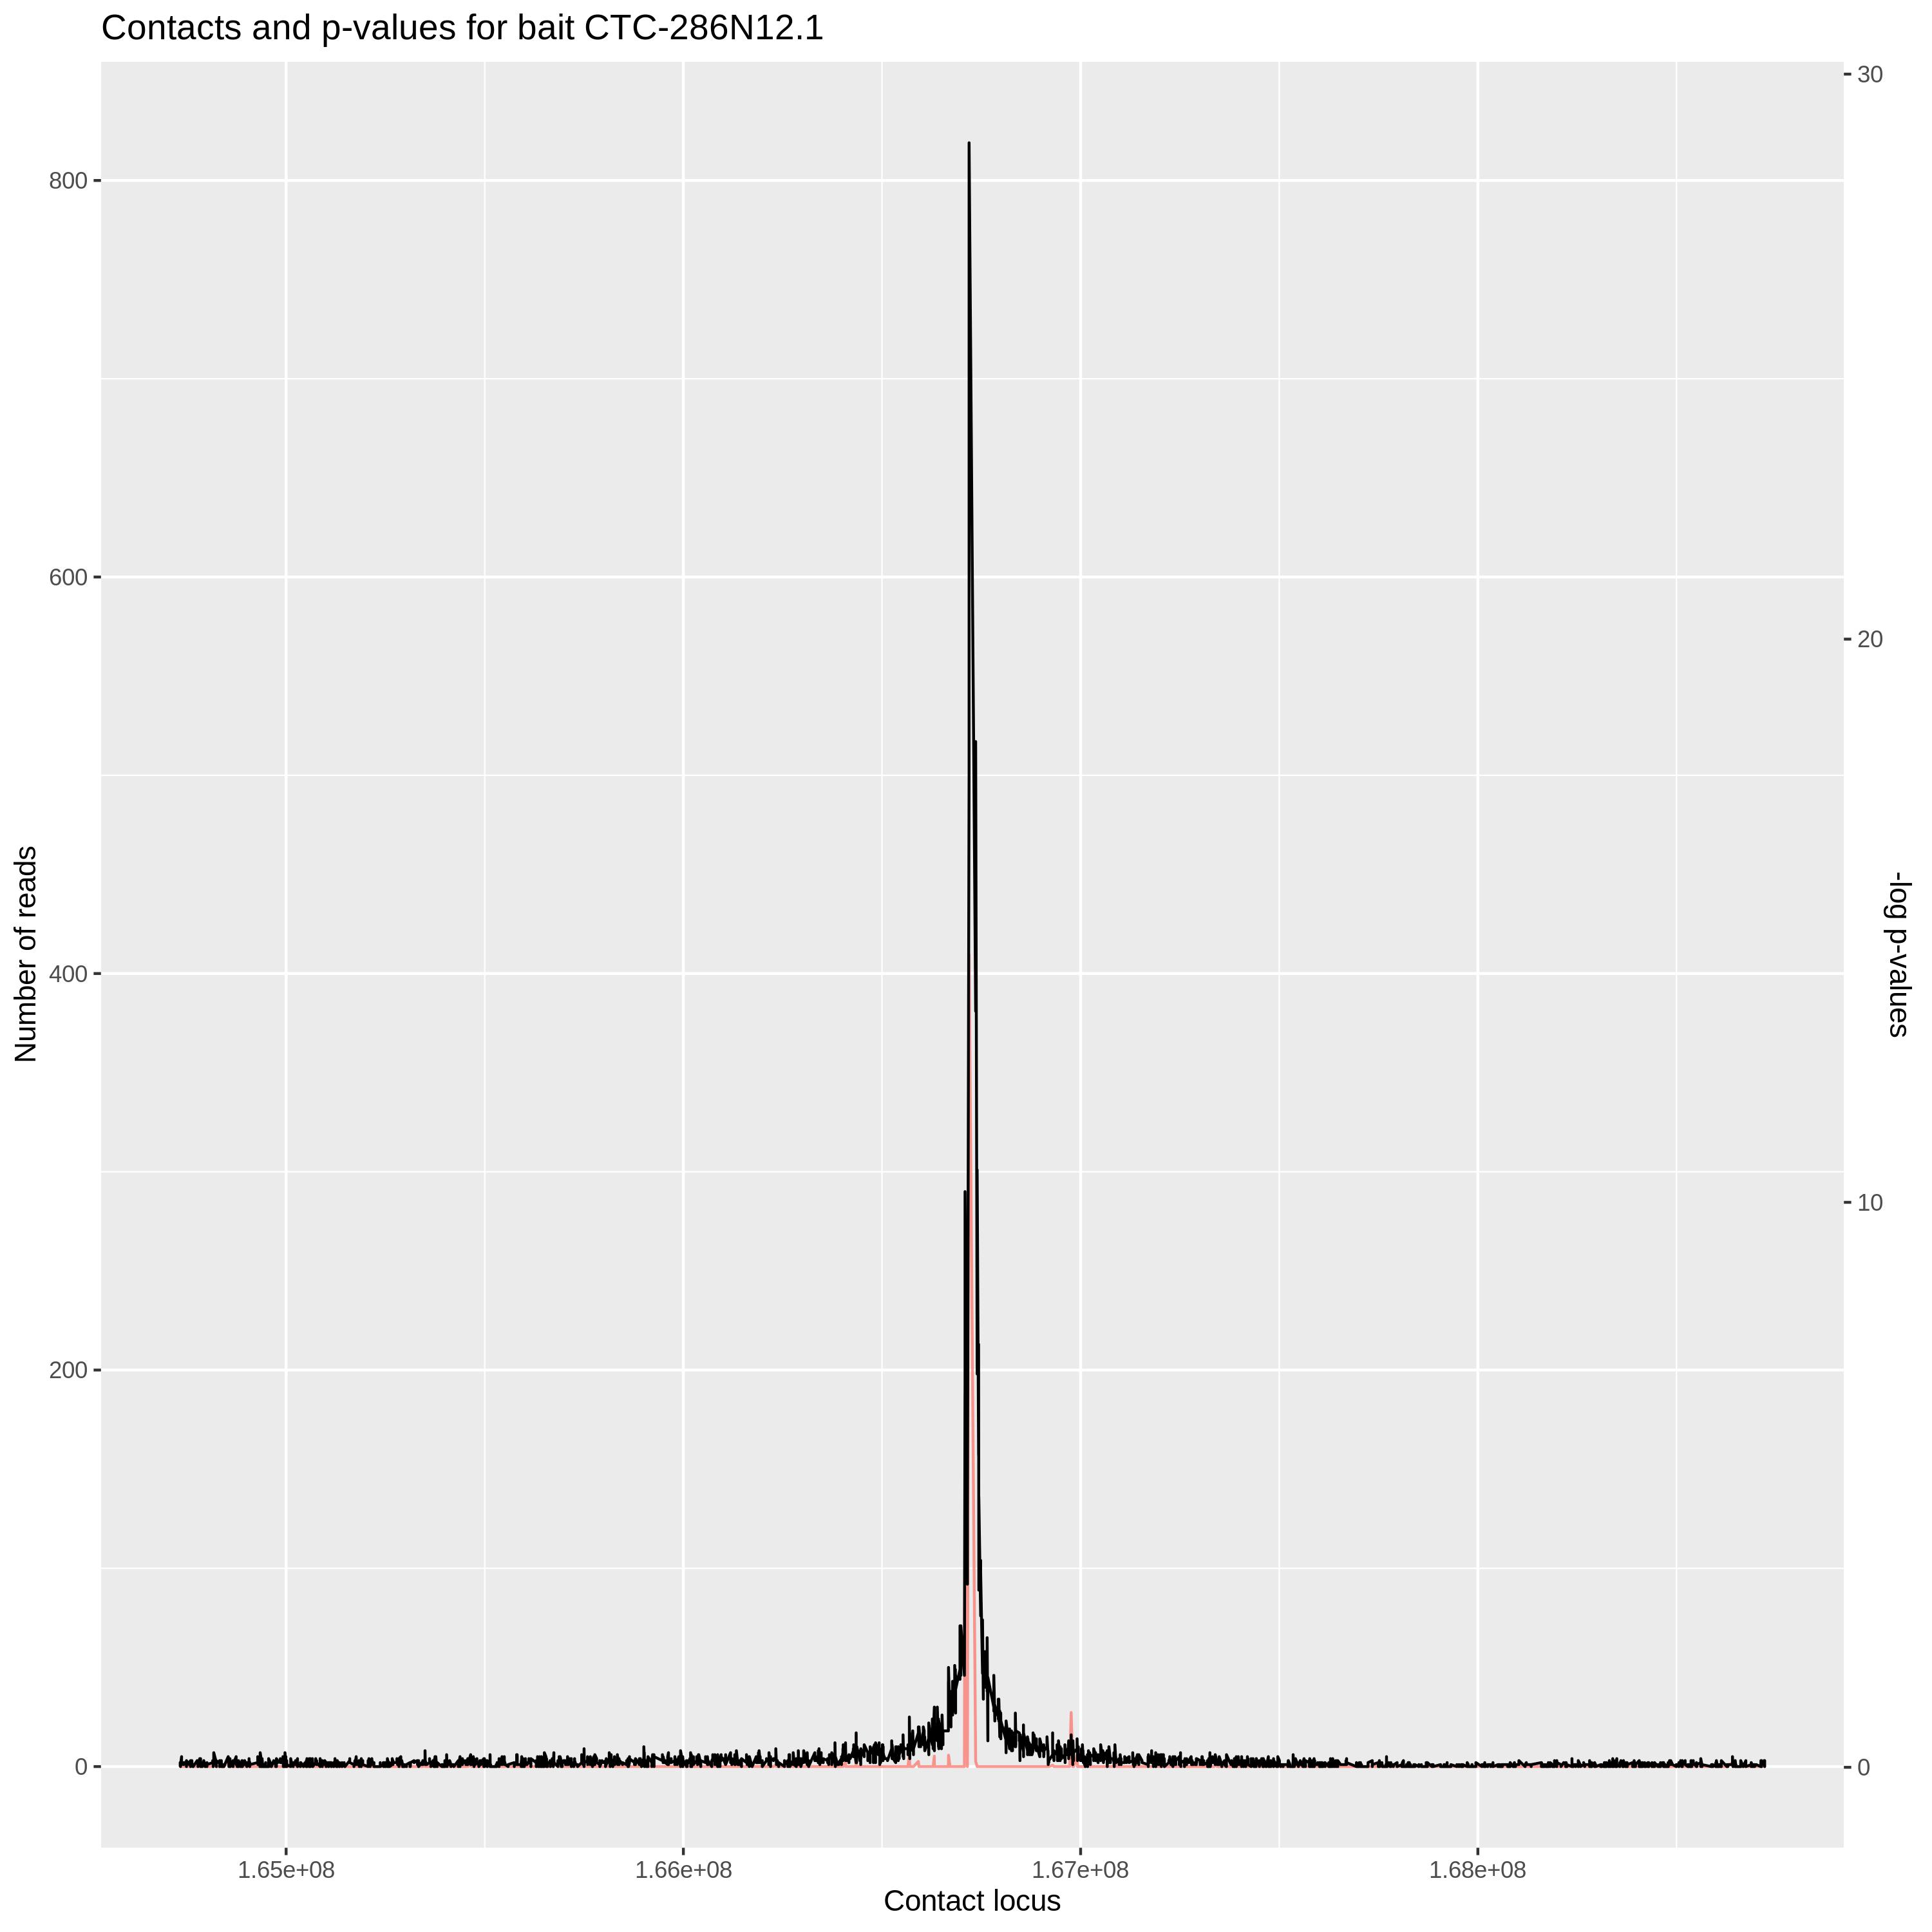 Contacts and p-values for bait CTC-286N12.1
30
800
20
600
Number of reads
-log p-values
400
10
200
0
0
1.65e+08
1.66e+08
1.67e+08
1.68e+08
Contact locus